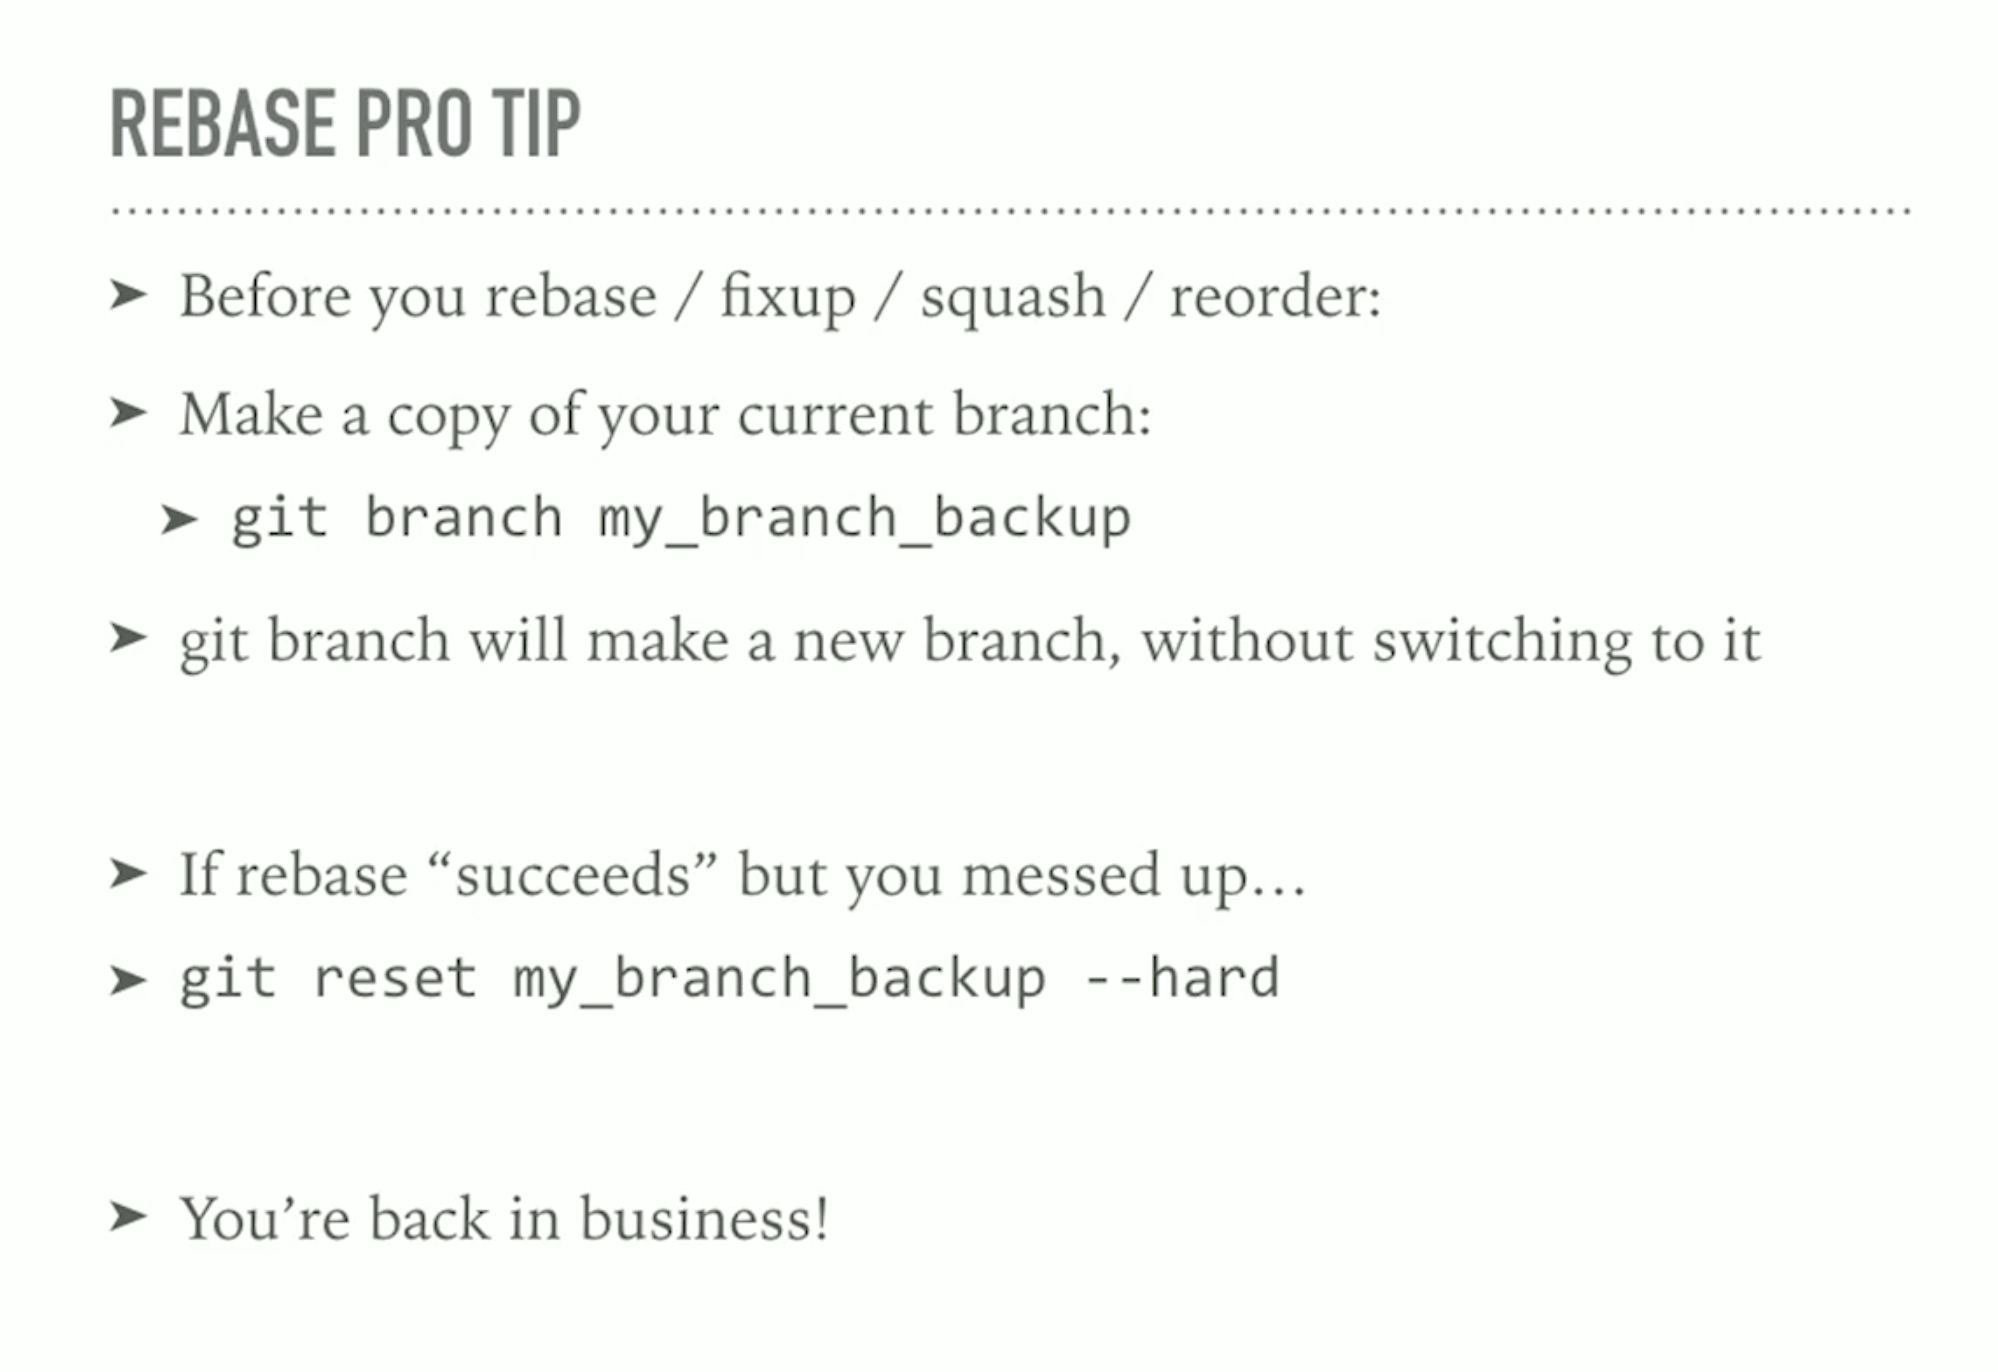 REBASE PRO TIP
➤ Before you rebase / fixup / squash / reorder:
➤ Make a copy of your current branch:
➤ git branch my_branch_backup
➤ git branch will make a new branch, without switching to it
➤ If rebase “succeeds” but you messed up…
➤ git reset my_branch_backup --hard
➤ You’re back in business!